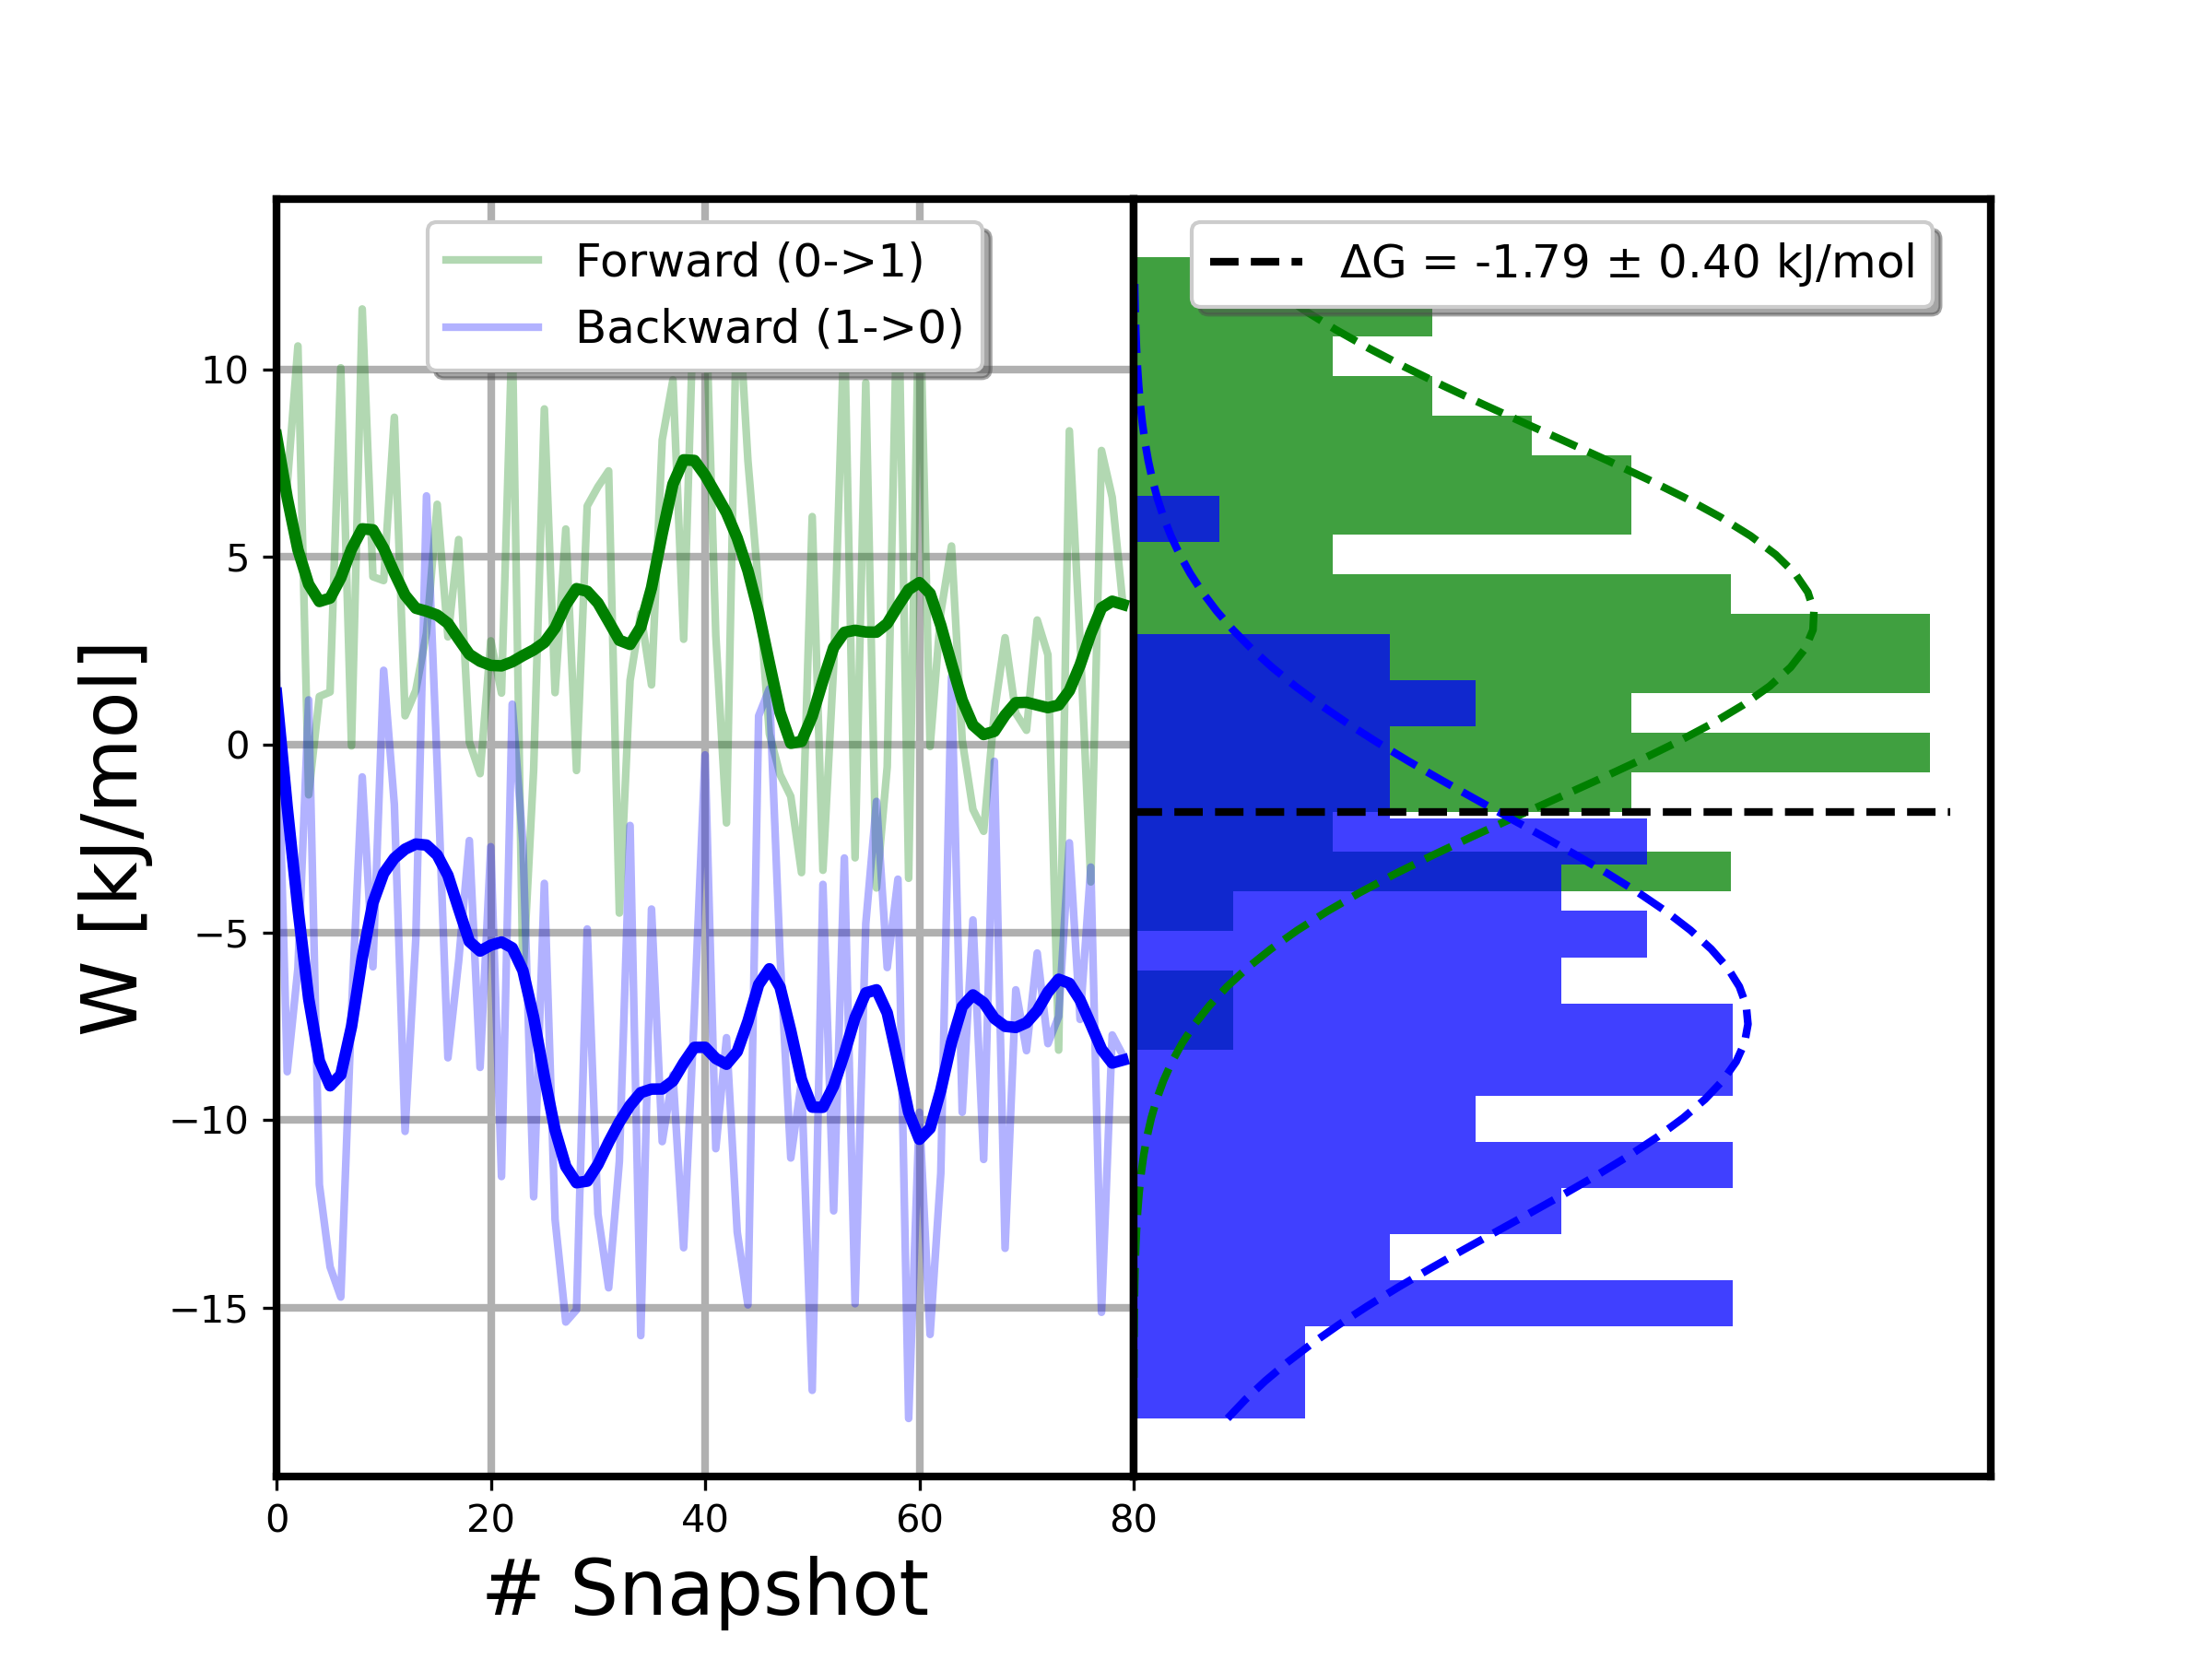 Forward (0->1)
Backward (1->0)
ΔG = -1.79 ± 0.40 kJ/mol
W [kJ/mol]
10
5
0
−5
−10
−15
0 20 40 60 80
# Snapshot